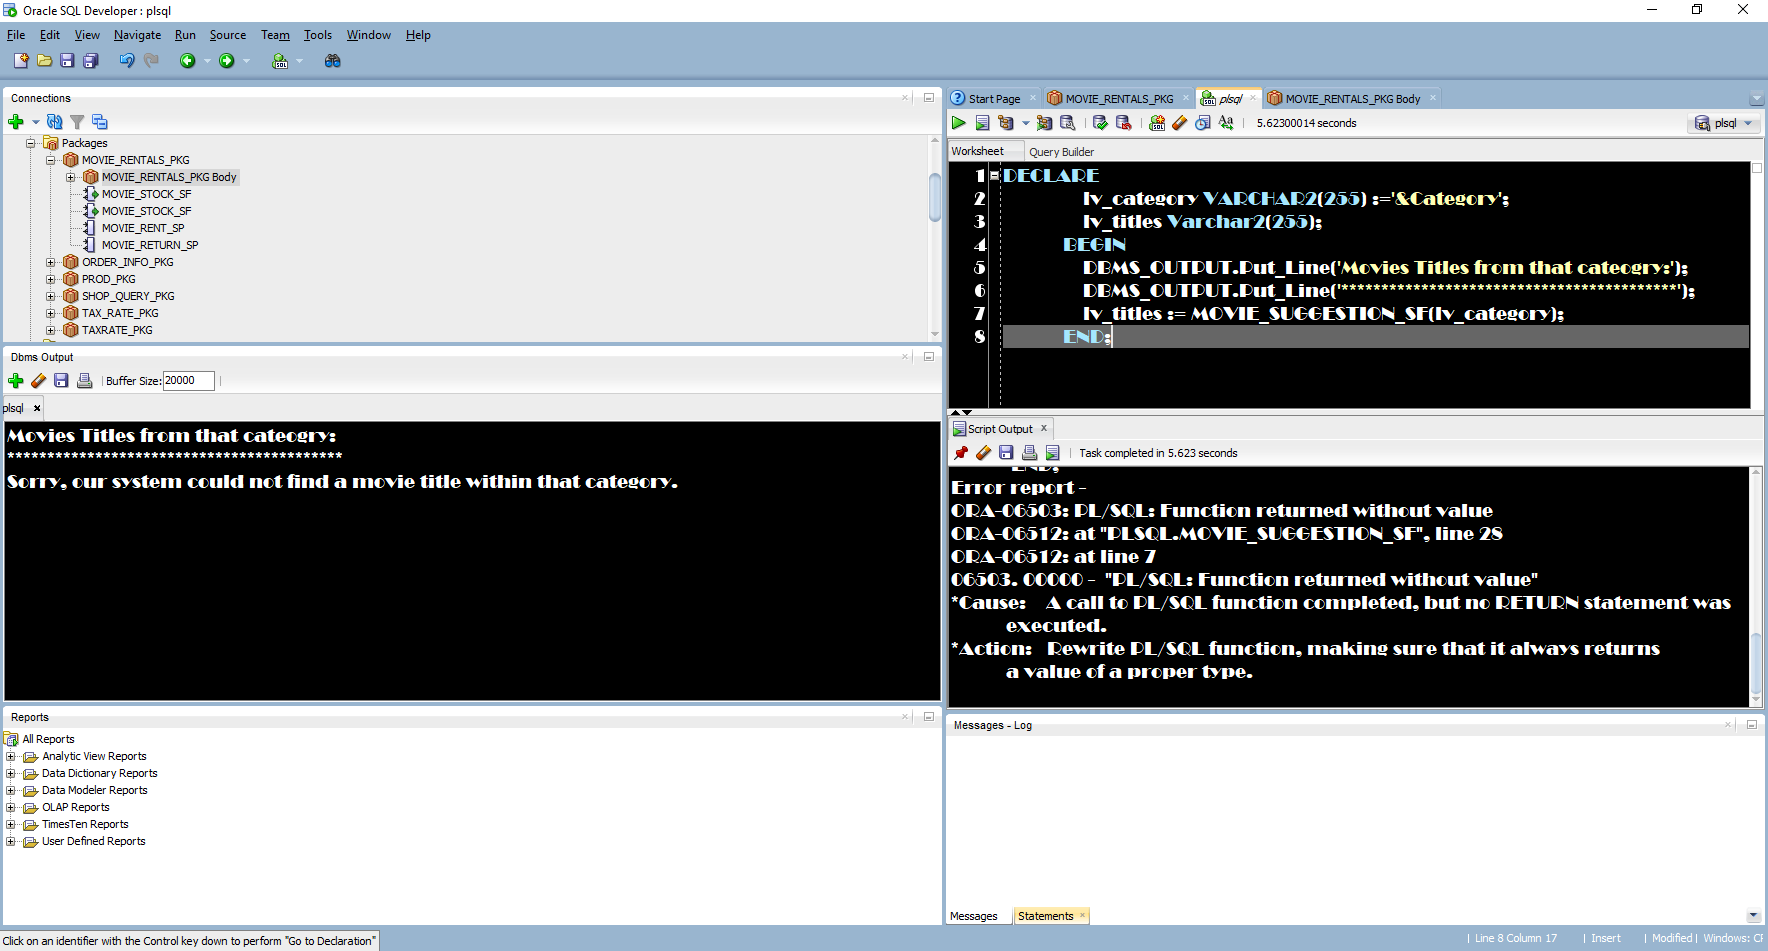 Oracle SQL Developer : plsql
File Edit View Navigate Run Source Team Tools Window Help
Connections
Packages
MOVIE_RENTALS_PKG
MOVIE_RENTALS_PKG Body
MOVIE_STOCK_SF
MOVIE_STOCK_SF
MOVIE_RENT_SP
MOVIE_RETURN_SP
ORDER_INFO_PKG
PROD_PKG
SHOP_QUERY_PKG
TAX_RATE_PKG
TAXRATE_PKG
Dbms Output
Buffer Size: 20000
plsql
Movies Titles from that cateogry:
******************************************
Sorry, our system could not find a movie title within that category.
Reports
All Reports
Analytic View Reports
Data Dictionary Reports
Data Modeler Reports
OLAP Reports
TimesTen Reports
User Defined Reports
Click on an identifier with the Control key down to perform "Go to Declaration"
Start Page MOVIE_RENTALS_PKG plsql MOVIE_RENTALS_PKG Body
5.62300014 seconds
plsql
Worksheet Query Builder
1 DECLARE
2 lv_category VARCHAR2(255) :='&Category';
3 lv_titles Varchar2(255);
4 BEGIN
5 DBMS_OUTPUT.Put_Line('Movies Titles from that cateogry:');
6 DBMS_OUTPUT.Put_Line('******************************************');
7 lv_titles := MOVIE_SUGGESTION_SF(lv_category);
8 END;
Script Output
Task completed in 5.623 seconds
END;
Error report -
ORA-06503: PL/SQL: Function returned without value
ORA-06512: at "PLSQL.MOVIE_SUGGESTION_SF", line 28
ORA-06512: at line 7
06503. 00000 - "PL/SQL: Function returned without value"
*Cause: A call to PL/SQL function completed, but no RETURN statement was
executed.
*Action: Rewrite PL/SQL function, making sure that it always returns
a value of a proper type.
Messages - Log
Messages Statements
Line 8 Column 17 Insert Modified Windows: CF